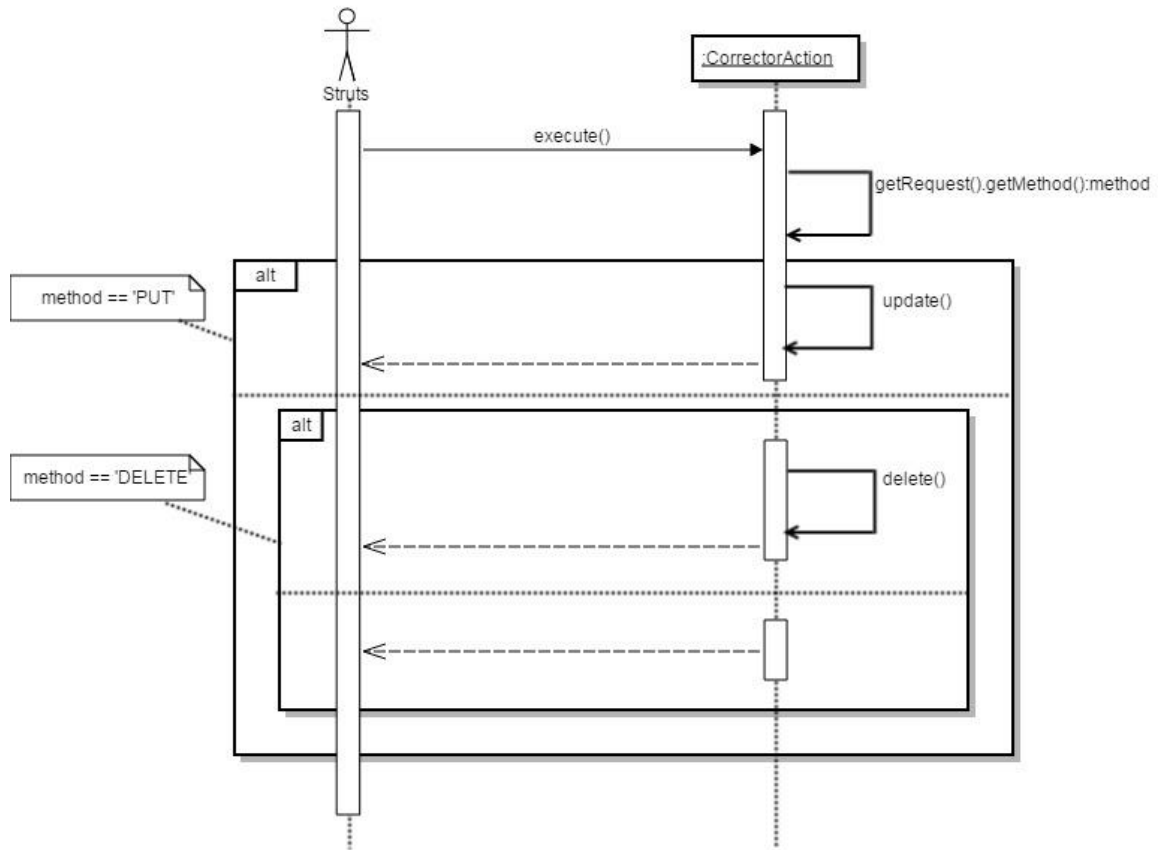 Struts
:CorrectorAction
execute()
getRequest().getMethod():method
alt
method == 'PUT'
update()
alt
method == 'DELETE'
delete()